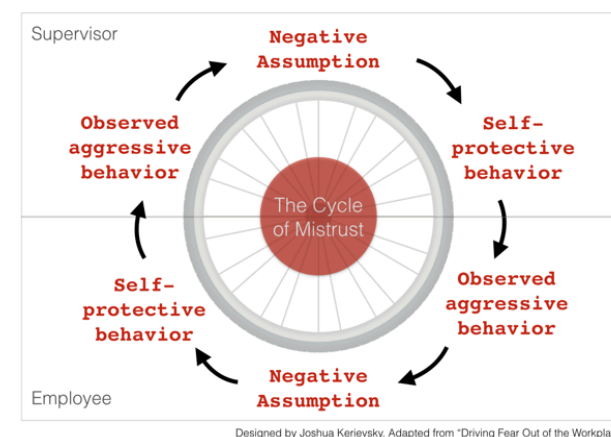 Supervisor
Negative
Assumption
Observed
aggressive
behavior
Self-
protective
behavior
The Cycle
of Mistrust
Self-
protective
behavior
Observed
aggressive
behavior
Negative
Assumption
Employee
Designed by Joshua Kerievsky. Adapted from "Driving Fear Out of the Workpla